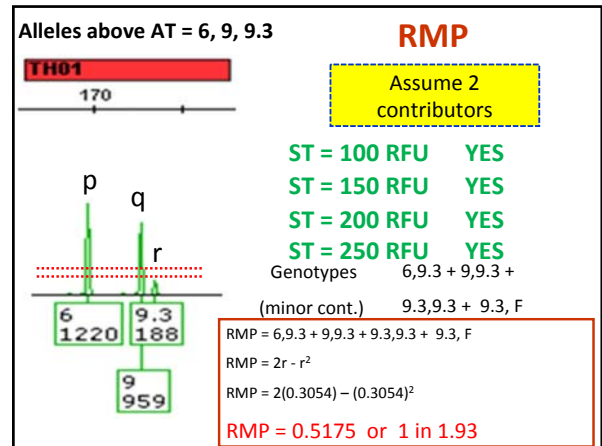 Alleles above AT = 6, 9, 9.3
RMP
TH01
170
Assume 2
contributors
ST = 100 RFU YES
ST = 150 RFU YES
ST = 200 RFU YES
ST = 250 RFU YES
p
q
r
Genotypes 6,9.3 + 9,9.3 +
(minor cont.) 9.3,9.3 + 9.3, F
6
1220
9.3
188
9
959
RMP = 6,9.3 + 9,9.3 + 9.3,9.3 + 9.3, F
RMP = 2r - r²
RMP = 2(0.3054) – (0.3054)²
RMP = 0.5175 or 1 in 1.93